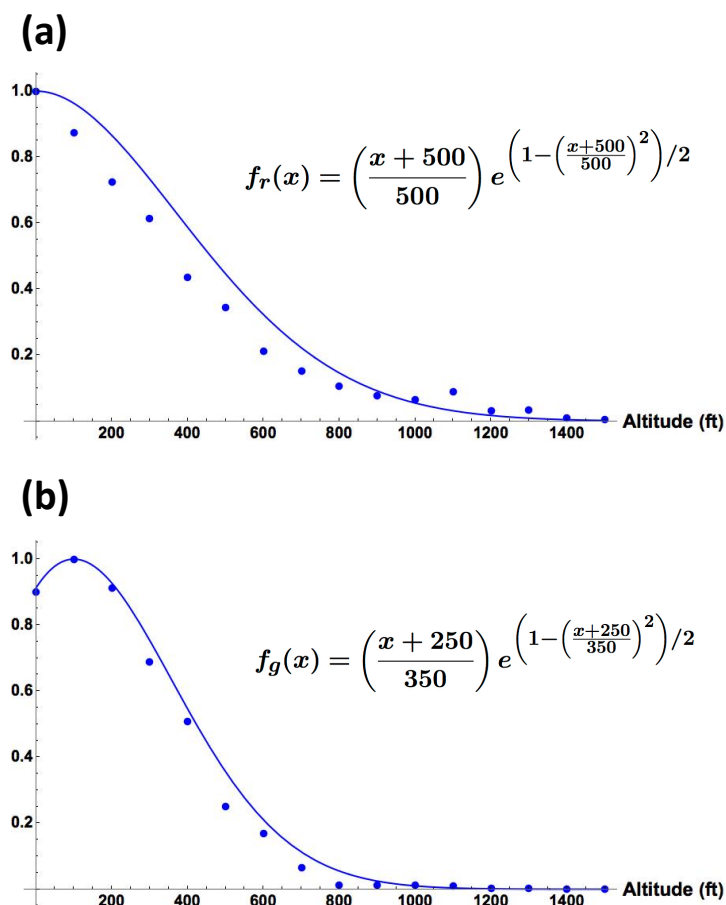 (a)
1.0
0.8
f_r(x) = ((x + 500)/500) e^((1−((x+500)/500)^2)/2)
0.6
0.4
0.2
200 400 600 800 1000 1200 1400 Altitude (ft)
(b)
1.0
0.8
f_g(x) = ((x + 250)/350) e^((1−((x+250)/350)^2)/2)
0.6
0.4
0.2
200 400 600 800 1000 1200 1400 Altitude (ft)